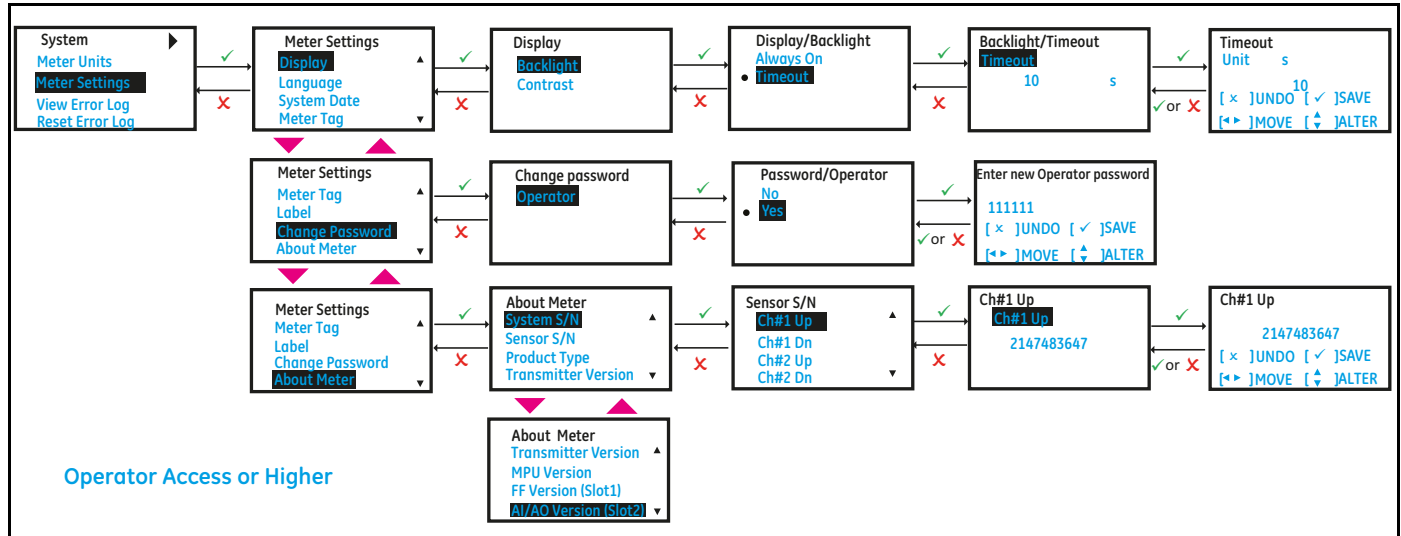 System
Meter Units
Meter Settings
View Error Log
Reset Error Log
Meter Settings
Display
Language
System Date
Meter Tag
Display
Backlight
Contrast
Display/Backlight
Always On
Timeout
Backlight/Timeout
Timeout
10 s
✓or ✗
Timeout
Unit s
10
[ x ]UNDO [ ✓ ]SAVE
[◂▸ ]MOVE [ ▴▾ ]ALTER
Meter Settings
Meter Tag
Label
Change Password
About Meter
Change password
Operator
Password/Operator
No
Yes
✓or ✗
Enter new Operator password
111111
[ x ]UNDO [ ✓ ]SAVE
[◂▸ ]MOVE [ ▴▾ ]ALTER
Meter Settings
Meter Tag
Label
Change Password
About Meter
About Meter
System S/N
Sensor S/N
Product Type
Transmitter Version
Sensor S/N
Ch#1 Up
Ch#1 Dn
Ch#2 Up
Ch#2 Dn
Ch#1 Up
Ch#1 Up
2147483647
✓or ✗
Ch#1 Up
2147483647
[ x ]UNDO [ ✓ ]SAVE
[◂▸ ]MOVE [ ▴▾ ]ALTER
About Meter
Transmitter Version
MPU Version
FF Version (Slot1)
AI/AO Version (Slot2)
Operator Access or Higher